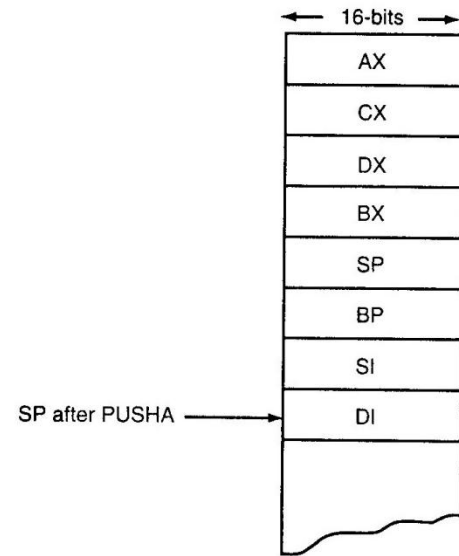 16-bits
AX
CX
DX
BX
SP
BP
SI
SP after PUSHA
DI